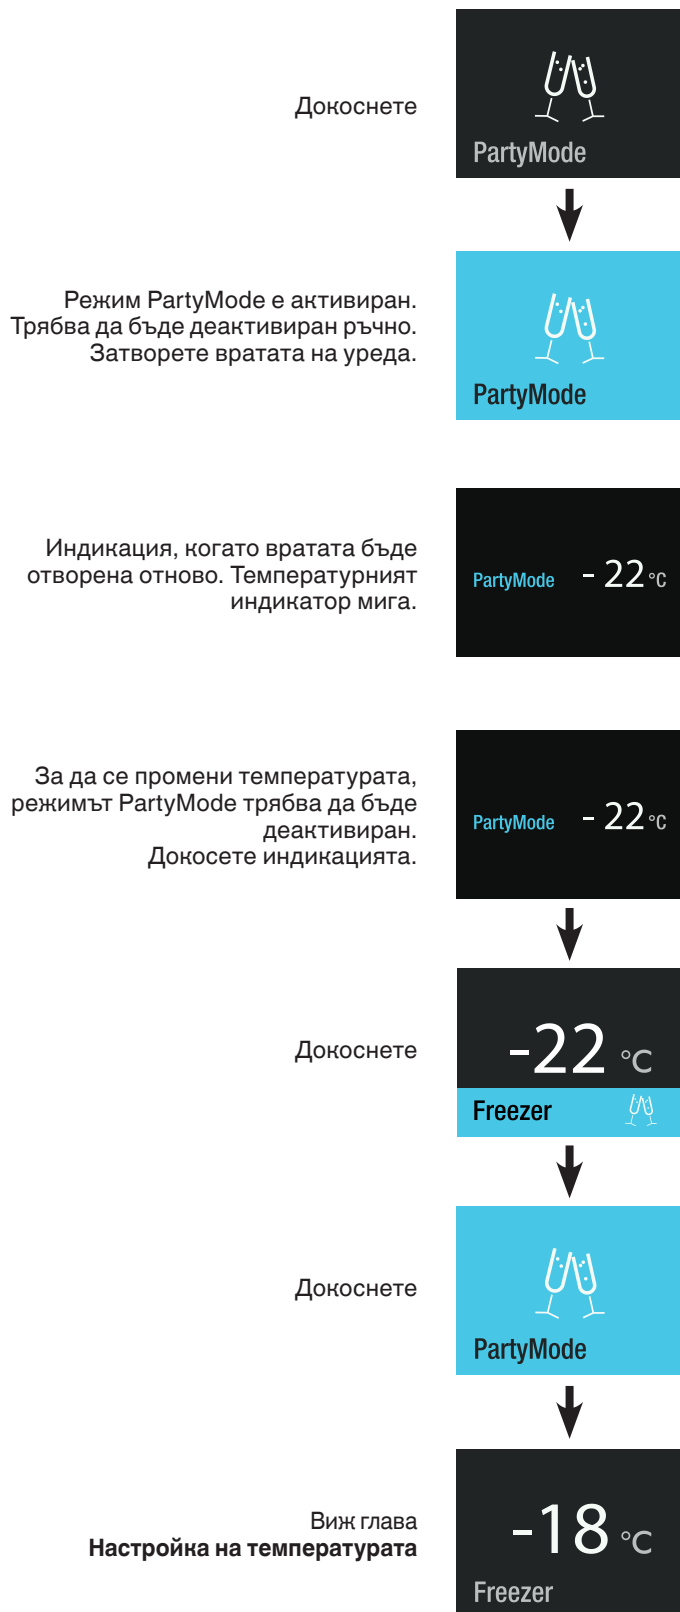 Докоснете
PartyMode
Режим PartyMode е активиран.
Трябва да бъде деактивиран ръчно.
Затворете вратата на уреда.
PartyMode
Индикация, когато вратата бъде
отворена отново. Температурният
индикатор мига.
PartyMode - 22 °C
За да се промени температурата,
режимът PartyMode трябва да бъде
деактивиран.
Докосете индикацията.
PartyMode - 22 °C
Докоснете
-22 °C
Freezer
Докоснете
PartyMode
Виж глава
Настройка на температурата
-18 °C
Freezer